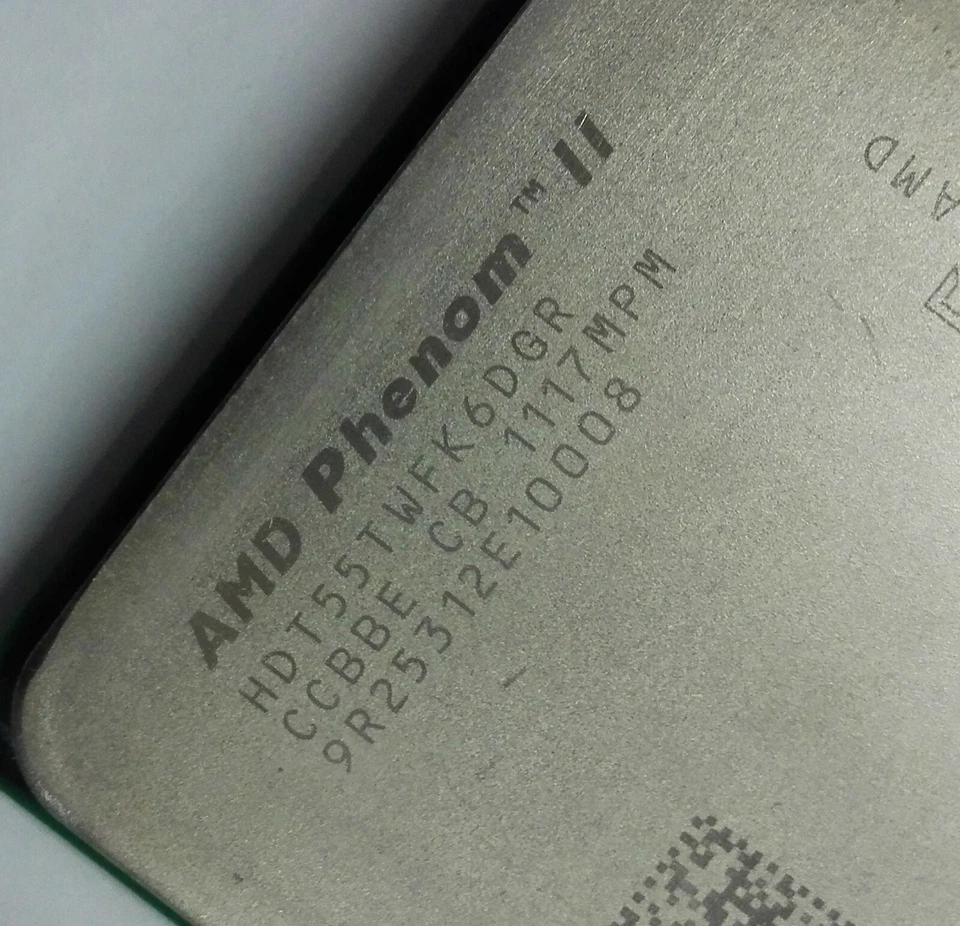 AMD Phenom™ II
HDT55TWFK6DGR
CCBBE CB 1117MPM
9R25312E10008
AMD